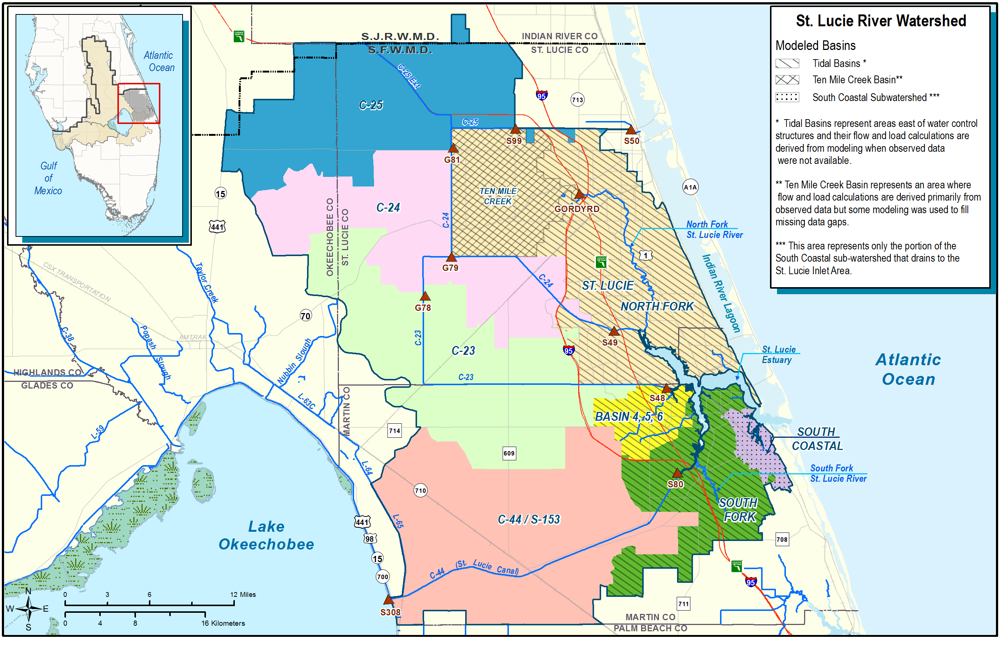 St. Lucie River Watershed
Modeled Basins
Tidal Basins *
Ten Mile Creek Basin**
South Coastal Subwatershed ***
* Tidal Basins represent areas east of water control
structures and their flow and load calculations are
derived from modeling when observed data
were not available.
** Ten Mile Creek Basin represents an area where
flow and load calculations are derived primarily from
observed data but some modeling was used to fill
missing data gaps.
*** This area represents only the portion of the
South Coastal sub-watershed that drains to the
St. Lucie Inlet Area.
Atlantic
Ocean
Gulf
of
Mexico
S.J.R.W.M.D.
S.F.W.M.D.
INDIAN RIVER CO
ST. LUCIE CO
C-25 Ext
C-25
95
713
C-25
S99
S50
G81
TEN MILE
CREEK
A1A
15
C-24
GORDYRD
441
OKEECHOBEE CO
ST. LUCIE CO
C-24
North Fork
St. Lucie River
1
G79
CSX TRANSPORTATION
Taylor Creek
C-24
ST. LUCIE
Indian River Lagoon
G78
NORTH FORK
70
C-38
Popash Slough
AMTRAK
C-23
S49
C-23
95
Nubbin Slough
St. Lucie
Estuary
Atlantic
Ocean
HIGHLANDS CO
GLADES CO
C-23
L-63C
MARTIN CO
S48
BASIN 4, 5, 6
L-59
714
SOUTH
COASTAL
609
L-64
South Fork
St. Lucie River
710
S80
SOUTH
FORK
C-44 / S-153
L-65
441
98
Lake
Okeechobee
708
15
C-44 (St. Lucie Canal)
700
95
S308
711
MARTIN CO
PALM BEACH CO
N
W E
S
0 3 6 12 Miles
0 4 8 16 Kilometers